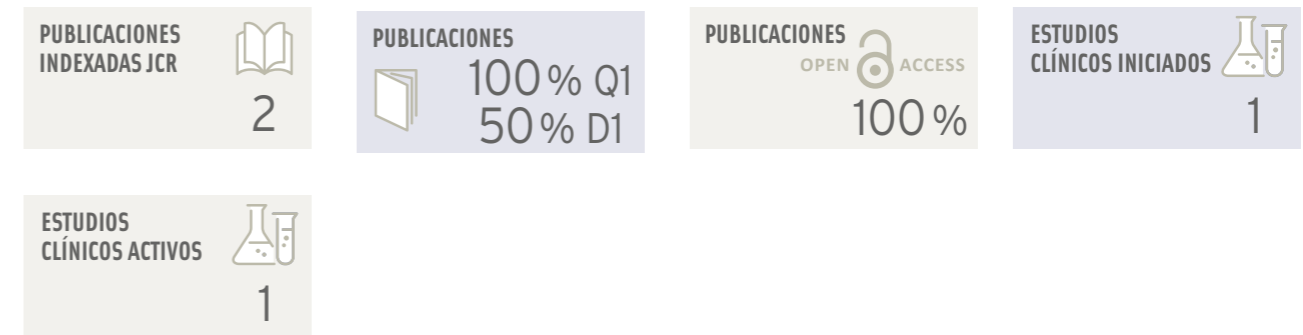 PUBLICACIONES
INDEXADAS JCR
2
PUBLICACIONES
100 % Q1
50 % D1
PUBLICACIONES
OPEN ACCESS
100 %
ESTUDIOS
CLÍNICOS INICIADOS
1
ESTUDIOS
CLÍNICOS ACTIVOS
1